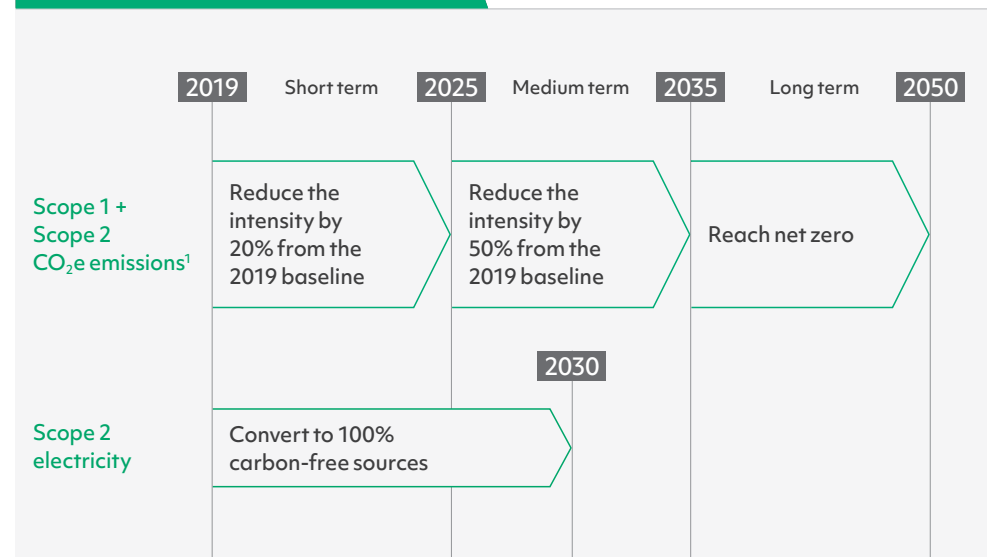 2019 Short term 2025 Medium term 2035 Long term 2050
Scope 1 +
Scope 2
CO₂e emissions¹
Reduce the
intensity by
20% from the
2019 baseline
Reduce the
intensity by
50% from the
2019 baseline
Reach net zero
2030
Scope 2
electricity
Convert to 100%
carbon-free sources